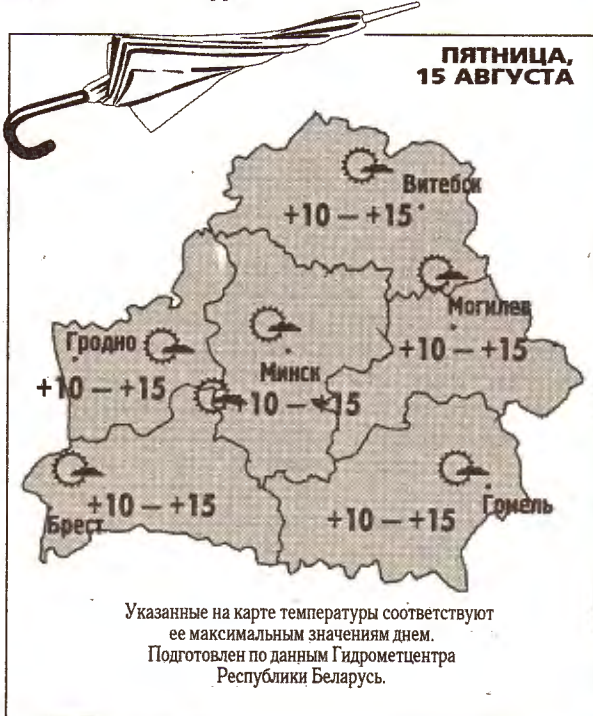 ПЯТНИЦА,
15 АВГУСТА
Витебск
+10 — +15
Могилев
+10 — +15
Гродно
+10 — +15
Минск
+10 — +15
Брест
+10 — +15
Гомель
+10 — +15
Указанные на карте температуры соответствуют
ее максимальным значениям днем.
Подготовлен по данным Гидрометцентра
Республики Беларусь.